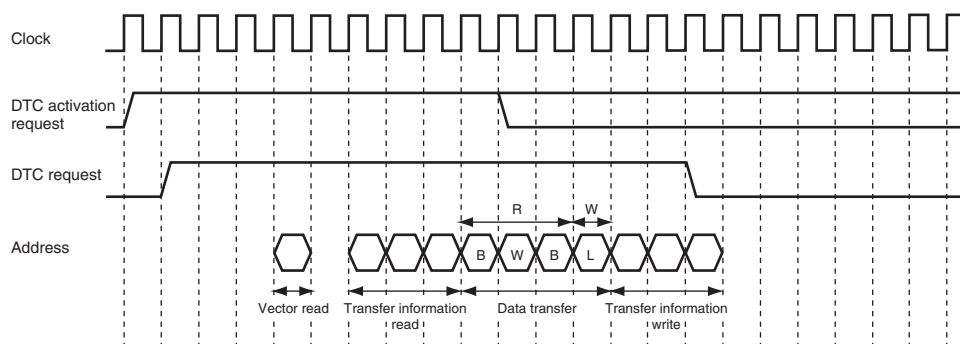 Clock
DTC activation
request
DTC request
R W
Address
B W B L
Vector read Transfer information
read Data transfer Transfer information
write